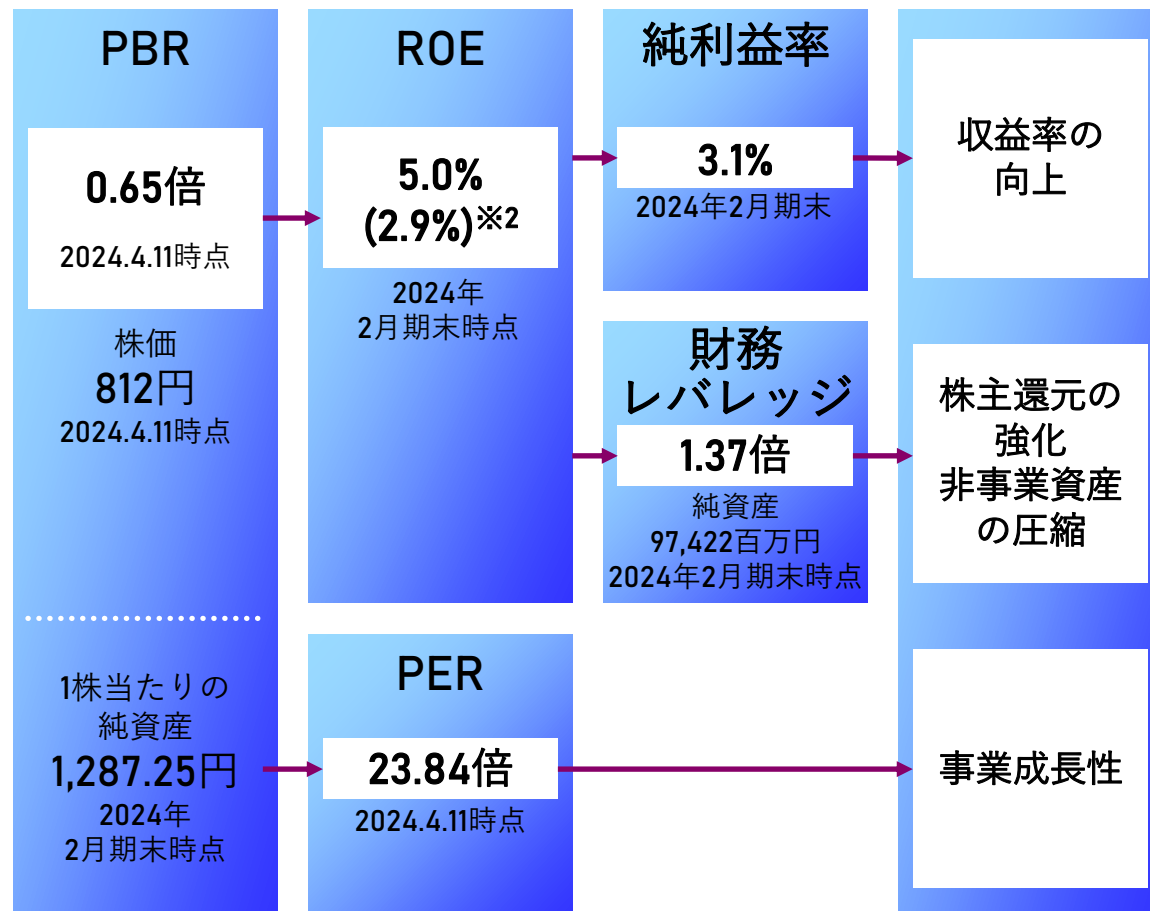 PBR
0.65倍
2024.4.11時点
株価
812円
2024.4.11時点
1株当たりの
純資産
1,287.25円
2024年
2月期末時点
ROE
5.0%
(2.9%)※2
2024年
2月期末時点
PER
23.84倍
2024.4.11時点
純利益率
3.1%
2024年2月期末
財務
レバレッジ
1.37倍
純資産
97,422百万円
2024年2月期末時点
収益率の
向上
株主還元の
強化
非事業資産
の圧縮
事業成長性